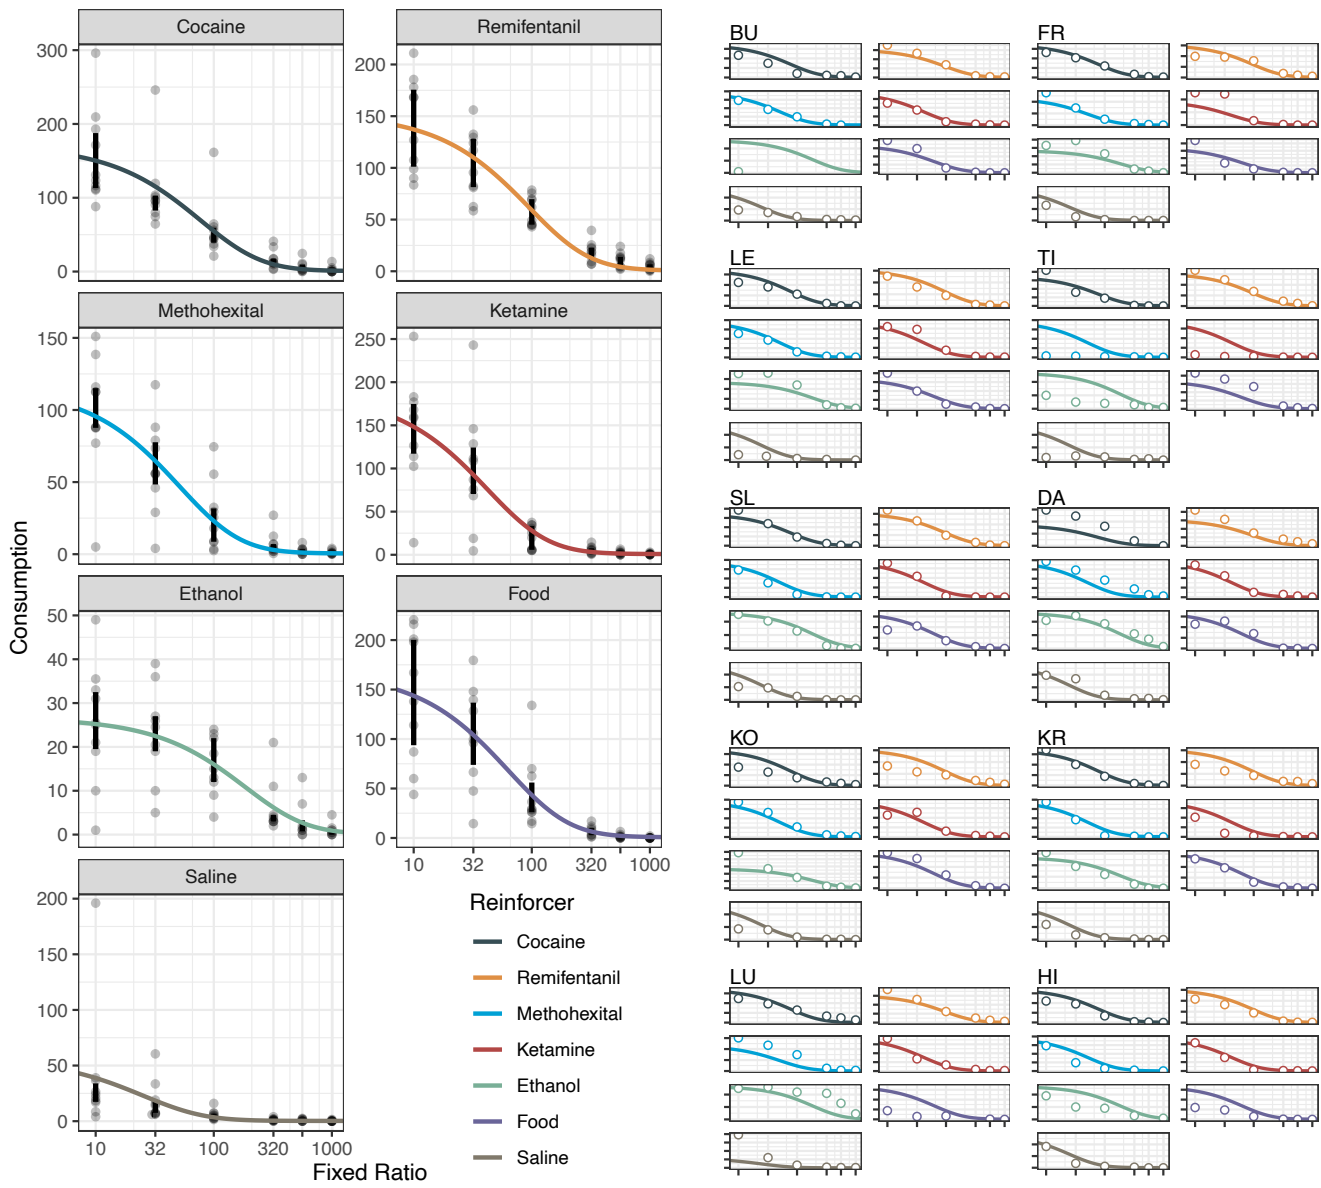 Cocaine
Remifentanil
300
200
100
0
200
150
100
50
0
Methohexital
Ketamine
150
100
50
0
250
200
150
100
50
0
Ethanol
Food
50
40
30
20
10
0
200
150
100
50
0
10 32 100 320 1000
Saline
200
150
100
50
0
10 32 100 320 1000
Consumption
Fixed Ratio
Reinforcer
Cocaine
Remifentanil
Methohexital
Ketamine
Ethanol
Food
Saline
BU
FR
LE
TI
SL
DA
KO
KR
LU
HI